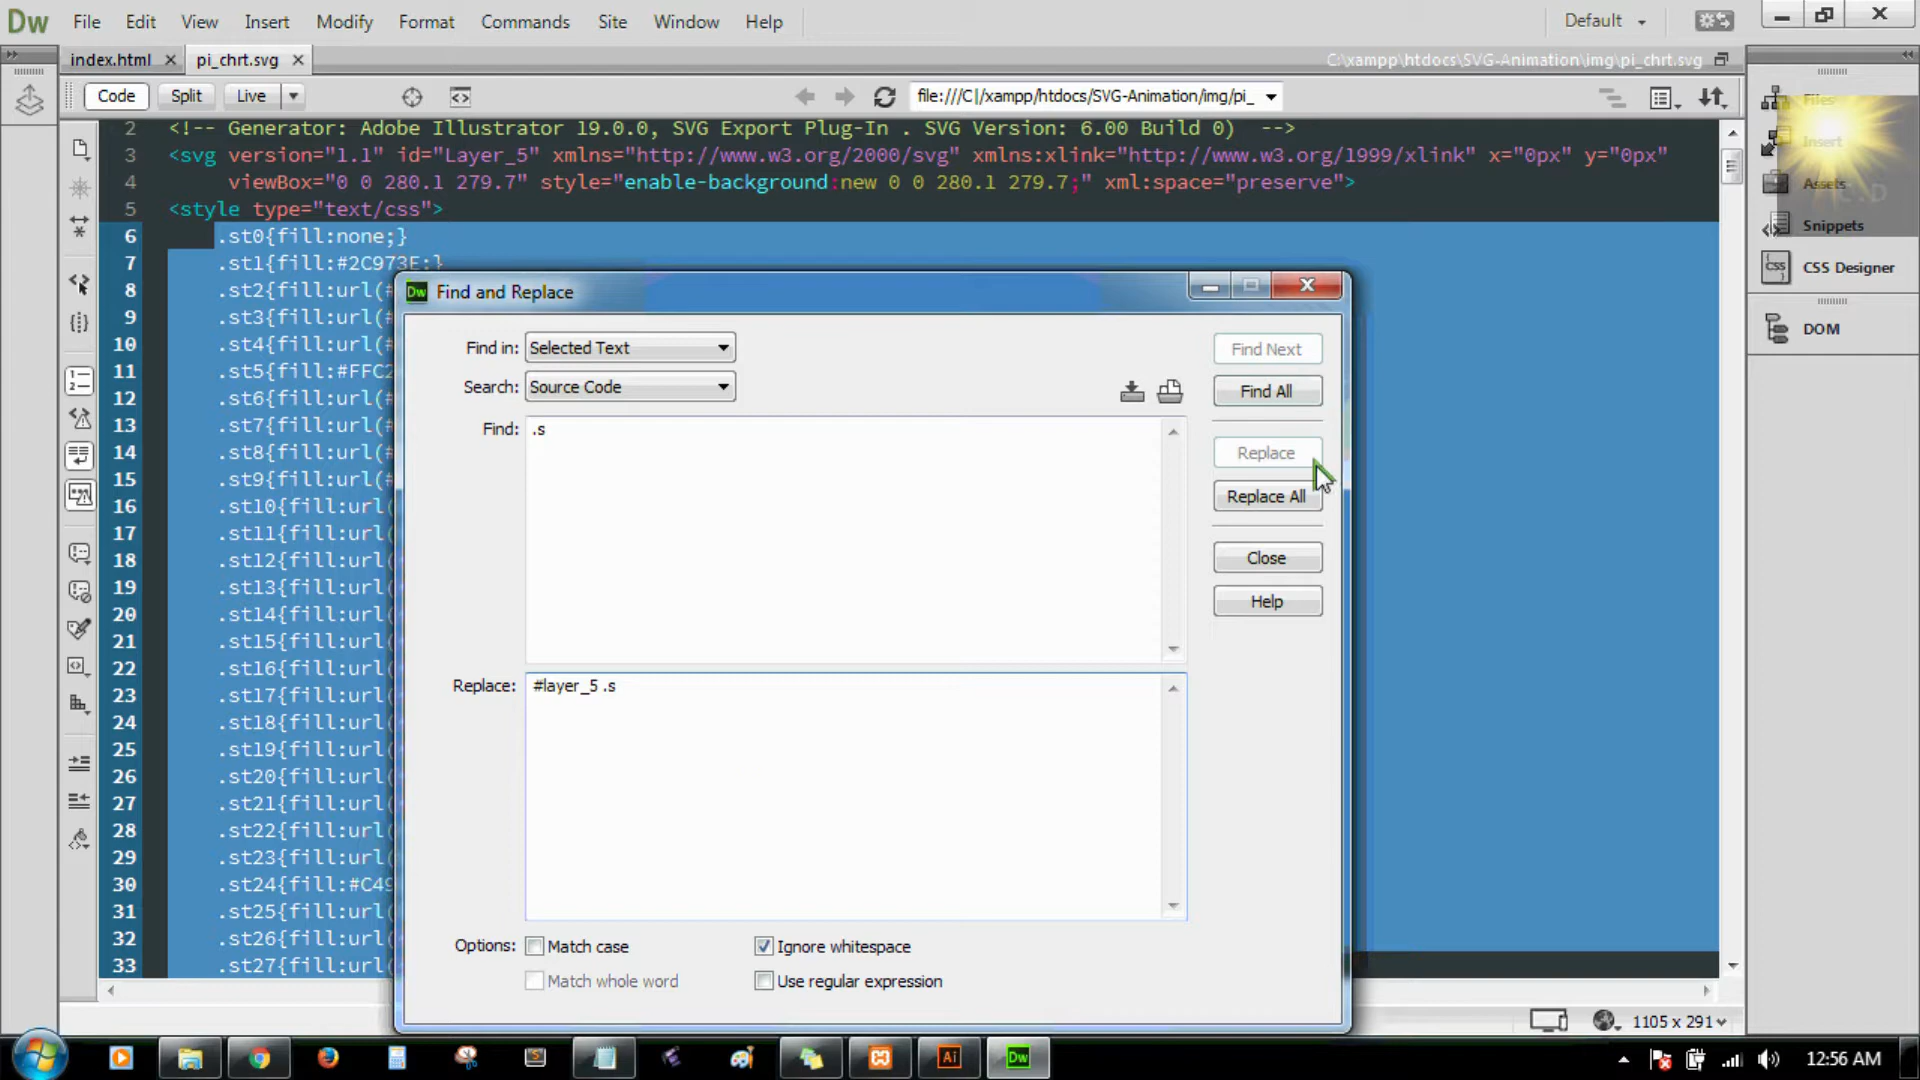 Dw File Edit View Insert Modify Format Commands Site Window Help Default
index.html pi_chrt.svg C:\xampp\htdocs\SVG-Animation\img\pi_chrt.svg
Code Split Live file:///C|/xampp/htdocs/SVG-Animation/img/pi_
2 <!-- Generator: Adobe Illustrator 19.0.0, SVG Export Plug-In . SVG Version: 6.00 Build 0)  -->
3 <svg version="1.1" id="Layer_5" xmlns="http://www.w3.org/2000/svg" xmlns:xlink="http://www.w3.org/1999/xlink" x="0px" y="0px"
4 viewBox="0 0 280.1 279.7" style="enable-background:new 0 0 280.1 279.7;" xml:space="preserve">
5 <style type="text/css">
6 .st0{fill:none;}
7 .st1{fill:#2C973E;}
8 .st2{fill:url(#
9 .st3{fill:url(#
10 .st4{fill:url(#
11 .st5{fill:#FFC2
12 .st6{fill:url(#
13 .st7{fill:url(#
14 .st8{fill:url(#
15 .st9{fill:url(#
16 .st10{fill:url(
17 .st11{fill:url(
18 .st12{fill:url(
19 .st13{fill:url(
20 .st14{fill:url(
21 .st15{fill:url(
22 .st16{fill:url(
23 .st17{fill:url(
24 .st18{fill:url(
25 .st19{fill:url(
26 .st20{fill:url(
27 .st21{fill:url(
28 .st22{fill:url(
29 .st23{fill:url(
30 .st24{fill:#C49
31 .st25{fill:url(
32 .st26{fill:url(
33 .st27{fill:url(
Dw Find and Replace
Find in: Selected Text
Search: Source Code
Find: .s
Replace: #layer_5 .s
Options: Match case Ignore whitespace
Match whole word Use regular expression
Find Next
Find All
Replace
Replace All
Close
Help
Files
Insert
Assets
Snippets
CSS Designer
DOM
1105 x 291
Ai Dw 12:56 AM